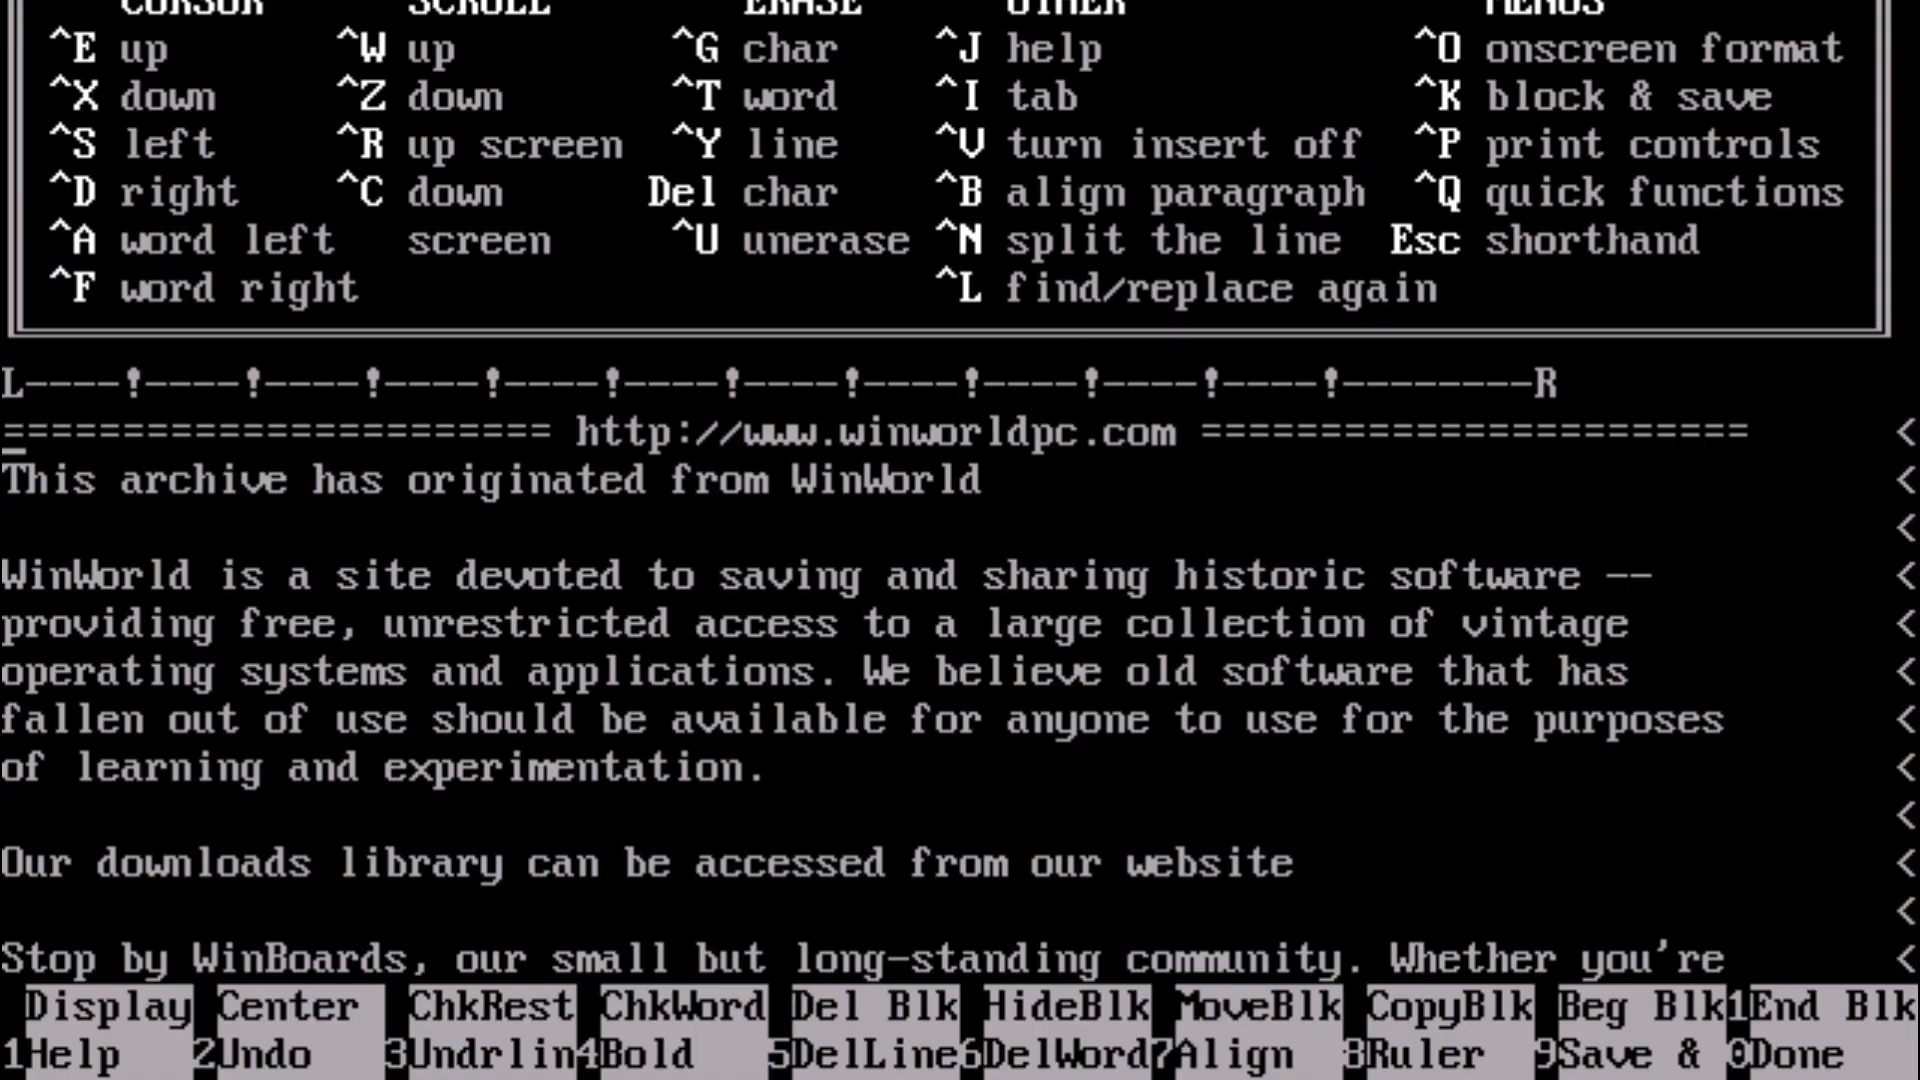 CURSOR SCROLL ERASE OTHER MENUS
^E up ^W up ^G char ^J help ^O onscreen format
^X down ^Z down ^T word ^I tab ^K block & save
^S left ^R up screen ^Y line ^V turn insert off ^P print controls
^D right ^C down Del char ^B align paragraph ^Q quick functions
^A word left screen ^U unerase ^N split the line Esc shorthand
^F word right ^L find/replace again
L----!----!----!----!----!----!----!----!----!----!----!--------R
======================= http://www.winworldpc.com ======================= <
This archive has originated from WinWorld <
<
WinWorld is a site devoted to saving and sharing historic software -- <
providing free, unrestricted access to a large collection of vintage <
operating systems and applications. We believe old software that has <
fallen out of use should be available for anyone to use for the purposes <
of learning and experimentation. <
<
Our downloads library can be accessed from our website <
<
Stop by WinBoards, our small but long-standing community. Whether you're <
Display Center ChkRest ChkWord Del Blk HideBlk MoveBlk CopyBlk Beg Blk1End Blk
1Help 2Undo 3Undrlin4Bold 5DelLine6DelWord7Align 8Ruler 9Save & 0Done